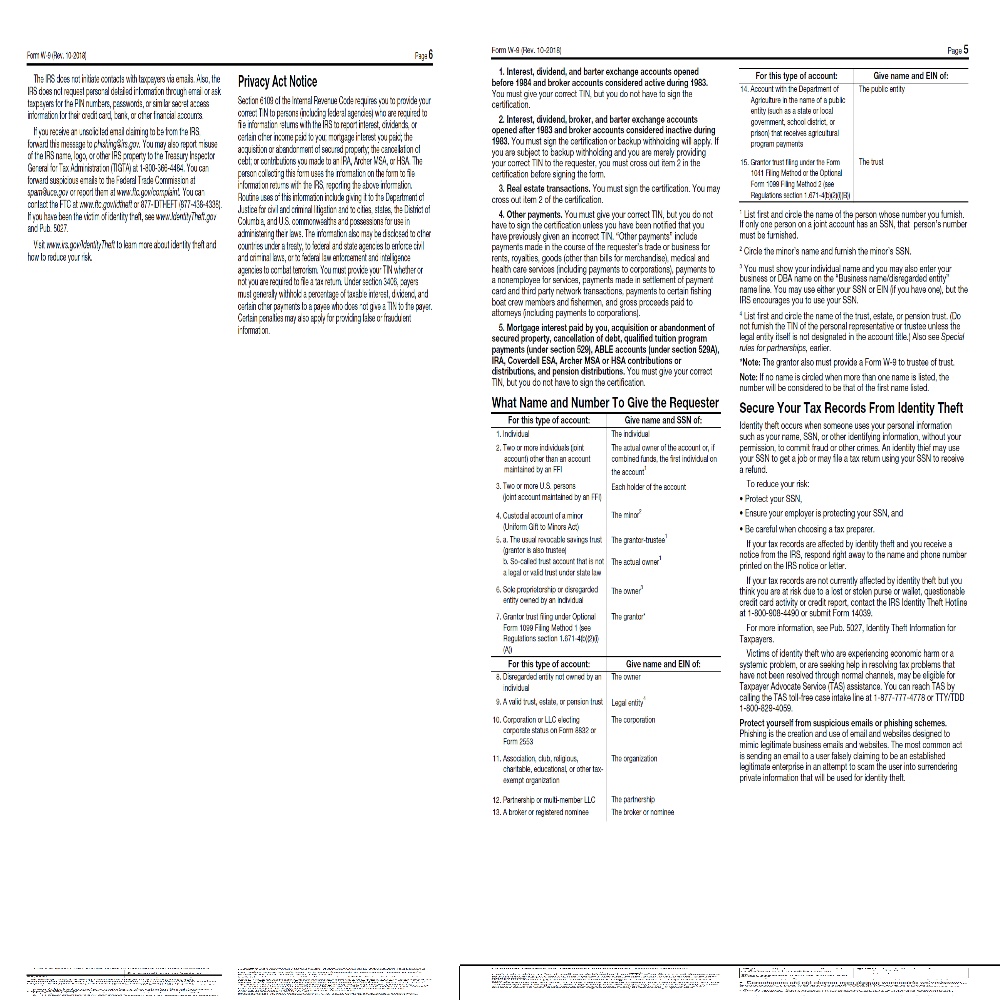 Form W-9 (Rev. 10-2018)
Page 6
The IRS does not initiate contacts with taxpayers via emails. Also, the
IRS does not request personal detailed information through email or ask
taxpayers for the PIN numbers, passwords, or similar secret access
information for their credit card, bank, or other financial accounts.
If you receive an unsolicited email claiming to be from the IRS,
forward this message to phishing@irs.gov. You may also report misuse
of the IRS name, logo, or other IRS property to the Treasury Inspector
General for Tax Administration (TIGTA) at 1-800-366-4484. You can
forward suspicious emails to the Federal Trade Commission at
spam@uce.gov or report them at www.ftc.gov/complaint. You can
contact the FTC at www.ftc.gov/idtheft or 877-IDTHEFT (877-438-4338).
If you have been the victim of identity theft, see www.IdentityTheft.gov
and Pub. 5027.
Visit www.irs.gov/IdentityTheft to learn more about identity theft and
how to reduce your risk.
Privacy Act Notice
Section 6109 of the Internal Revenue Code requires you to provide your
correct TIN to persons (including federal agencies) who are required to
file information returns with the IRS to report interest, dividends, or
certain other income paid to you; mortgage interest you paid; the
acquisition or abandonment of secured property; the cancellation of
debt; or contributions you made to an IRA, Archer MSA, or HSA. The
person collecting this form uses the information on the form to file
information returns with the IRS, reporting the above information.
Routine uses of this information include giving it to the Department of
Justice for civil and criminal litigation and to cities, states, the District of
Columbia, and U.S. commonwealths and possessions for use in
administering their laws. The information also may be disclosed to other
countries under a treaty, to federal and state agencies to enforce civil
and criminal laws, or to federal law enforcement and intelligence
agencies to combat terrorism. You must provide your TIN whether or
not you are required to file a tax return. Under section 3406, payers
must generally withhold a percentage of taxable interest, dividend, and
certain other payments to a payee who does not give a TIN to the payer.
Certain penalties may also apply for providing false or fraudulent
information.
Form W-9 (Rev. 10-2018)
Page 5
1. Interest, dividend, and barter exchange accounts opened
before 1984 and broker accounts considered active during 1983.
You must give your correct TIN, but you do not have to sign the
certification.
2. Interest, dividend, broker, and barter exchange accounts
opened after 1983 and broker accounts considered inactive during
1983. You must sign the certification or backup withholding will apply. If
you are subject to backup withholding and you are merely providing
your correct TIN to the requester, you must cross out item 2 in the
certification before signing the form.
3. Real estate transactions. You must sign the certification. You may
cross out item 2 of the certification.
4. Other payments. You must give your correct TIN, but you do not
have to sign the certification unless you have been notified that you
have previously given an incorrect TIN. “Other payments” include
payments made in the course of the requester’s trade or business for
rents, royalties, goods (other than bills for merchandise), medical and
health care services (including payments to corporations), payments to
a nonemployee for services, payments made in settlement of payment
card and third party network transactions, payments to certain fishing
boat crew members and fishermen, and gross proceeds paid to
attorneys (including payments to corporations).
5. Mortgage interest paid by you, acquisition or abandonment of
secured property, cancellation of debt, qualified tuition program
payments (under section 529), ABLE accounts (under section 529A),
IRA, Coverdell ESA, Archer MSA or HSA contributions or
distributions, and pension distributions. You must give your correct
TIN, but you do not have to sign the certification.
What Name and Number To Give the Requester
For this type of account: Give name and SSN of:
1. Individual The individual
2. Two or more individuals (joint The actual owner of the account or, if
account) other than an account combined funds, the first individual on
maintained by an FFI the account1
3. Two or more U.S. persons Each holder of the account
(joint account maintained by an FFI)
4. Custodial account of a minor The minor2
(Uniform Gift to Minors Act)
5. a. The usual revocable savings trust The grantor-trustee1
(grantor is also trustee)
b. So-called trust account that is not The actual owner1
a legal or valid trust under state law
6. Sole proprietorship or disregarded The owner3
entity owned by an individual
7. Grantor trust filing under Optional The grantor*
Form 1099 Filing Method 1 (see
Regulations section 1.671-4(b)(2)(i)
(A))
For this type of account: Give name and EIN of:
8. Disregarded entity not owned by an The owner
individual
9. A valid trust, estate, or pension trust Legal entity4
10. Corporation or LLC electing The corporation
corporate status on Form 8832 or
Form 2553
11. Association, club, religious, The organization
charitable, educational, or other tax-
exempt organization
12. Partnership or multi-member LLC The partnership
13. A broker or registered nominee The broker or nominee
For this type of account: Give name and EIN of:
14. Account with the Department of The public entity
Agriculture in the name of a public
entity (such as a state or local
government, school district, or
prison) that receives agricultural
program payments
15. Grantor trust filing under the Form The trust
1041 Filing Method or the Optional
Form 1099 Filing Method 2 (see
Regulations section 1.671-4(b)(2)(i)(B))
1 List first and circle the name of the person whose number you furnish.
If only one person on a joint account has an SSN, that person’s number
must be furnished.
2 Circle the minor’s name and furnish the minor’s SSN.
3 You must show your individual name and you may also enter your
business or DBA name on the “Business name/disregarded entity”
name line. You may use either your SSN or EIN (if you have one), but the
IRS encourages you to use your SSN.
4 List first and circle the name of the trust, estate, or pension trust. (Do
not furnish the TIN of the personal representative or trustee unless the
legal entity itself is not designated in the account title.) Also see Special
rules for partnerships, earlier.
*Note: The grantor also must provide a Form W-9 to trustee of trust.
Note: If no name is circled when more than one name is listed, the
number will be considered to be that of the first name listed.
Secure Your Tax Records From Identity Theft
Identity theft occurs when someone uses your personal information
such as your name, SSN, or other identifying information, without your
permission, to commit fraud or other crimes. An identity thief may use
your SSN to get a job or may file a tax return using your SSN to receive
a refund.
To reduce your risk:
• Protect your SSN,
• Ensure your employer is protecting your SSN, and
• Be careful when choosing a tax preparer.
If your tax records are affected by identity theft and you receive a
notice from the IRS, respond right away to the name and phone number
printed on the IRS notice or letter.
If your tax records are not currently affected by identity theft but you
think you are at risk due to a lost or stolen purse or wallet, questionable
credit card activity or credit report, contact the IRS Identity Theft Hotline
at 1-800-908-4490 or submit Form 14039.
For more information, see Pub. 5027, Identity Theft Information for
Taxpayers.
Victims of identity theft who are experiencing economic harm or a
systemic problem, or are seeking help in resolving tax problems that
have not been resolved through normal channels, may be eligible for
Taxpayer Advocate Service (TAS) assistance. You can reach TAS by
calling the TAS toll-free case intake line at 1-877-777-4778 or TTY/TDD
1-800-829-4059.
Protect yourself from suspicious emails or phishing schemes.
Phishing is the creation and use of email and websites designed to
mimic legitimate business emails and websites. The most common act
is sending an email to a user falsely claiming to be an established
legitimate enterprise in an attempt to scam the user into surrendering
private information that will be used for identity theft.